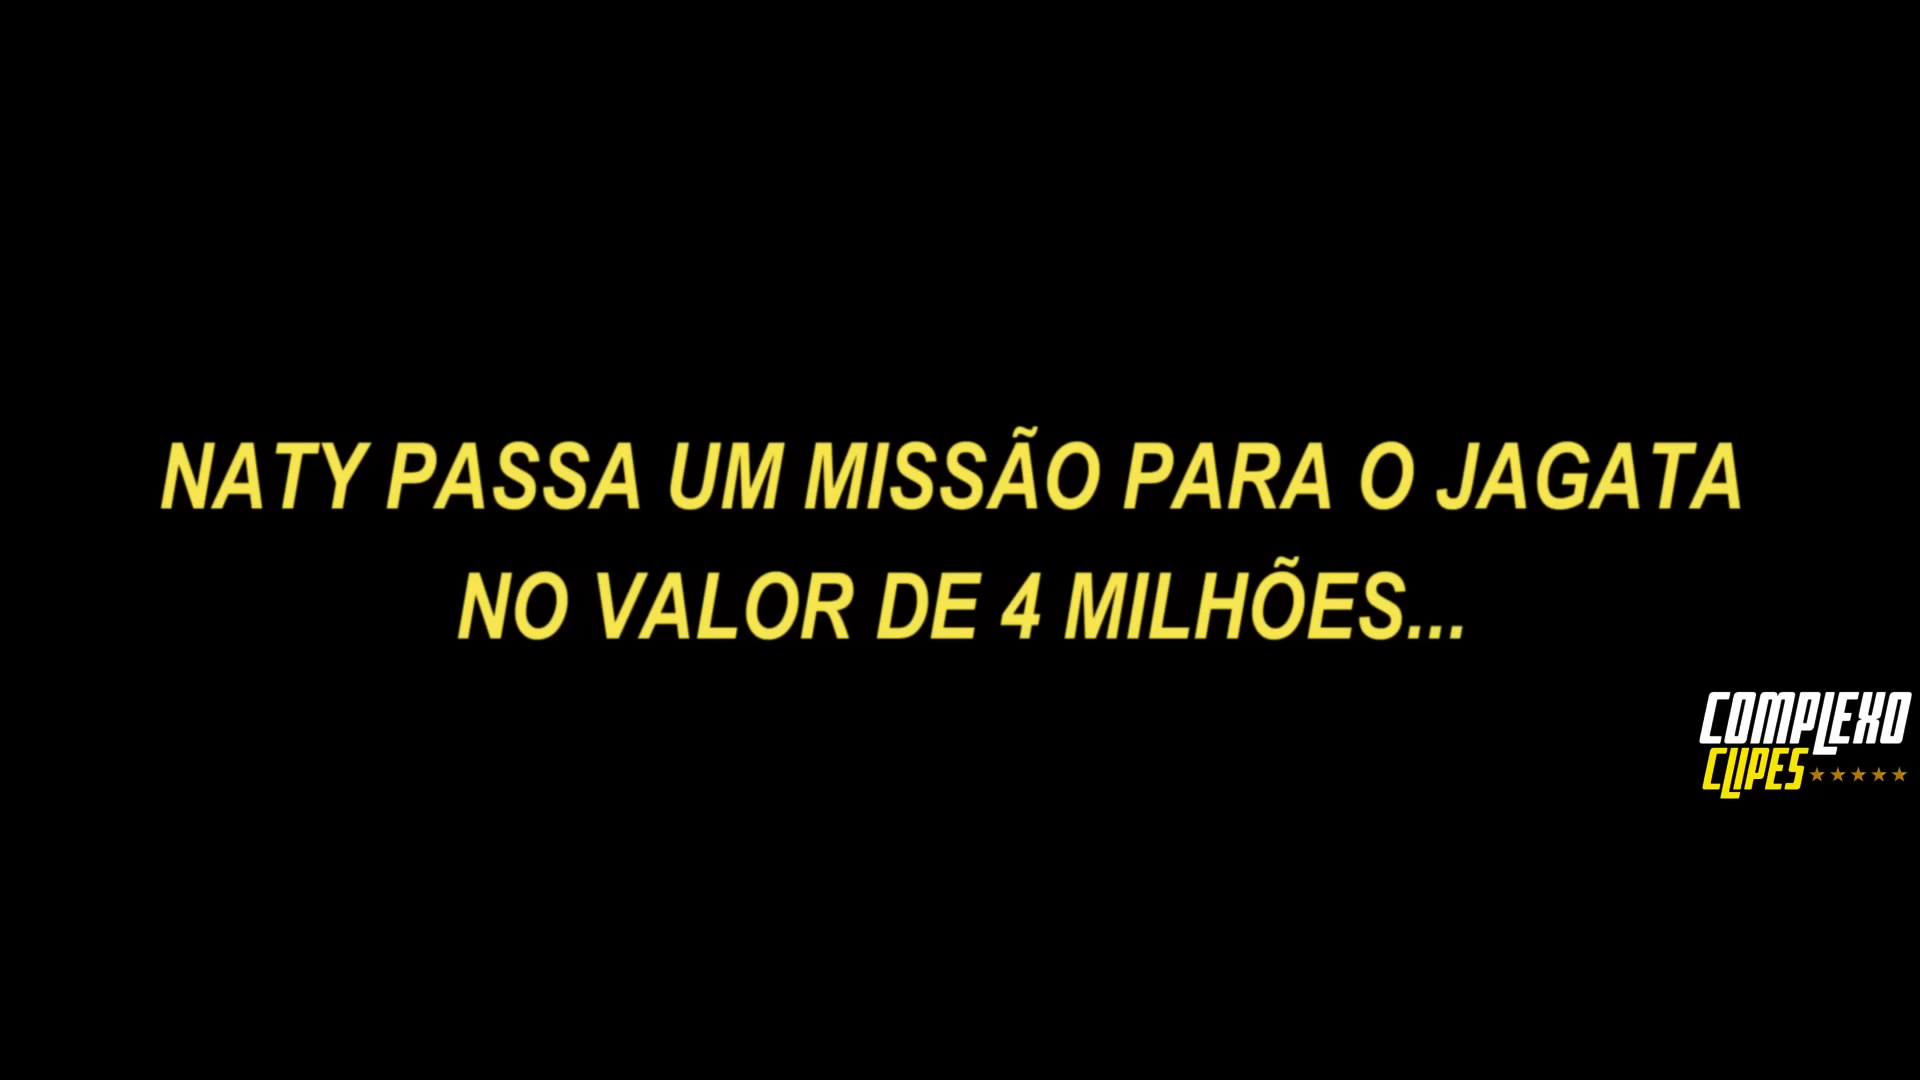 NATY PASSA UM MISSÃO PARA O JAGATA
NO VALOR DE 4 MILHÕES...
COMPLEXO
CLIPES